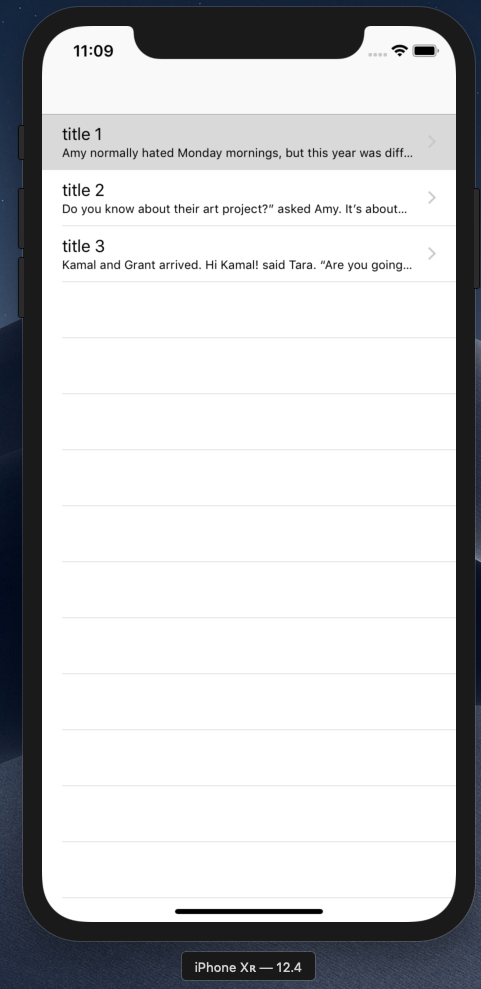 11:09
title 1
Amy normally hated Monday mornings, but this year was diff...
title 2
Do you know about their art project?” asked Amy. It’s about...
title 3
Kamal and Grant arrived. Hi Kamal! said Tara. “Are you going...
iPhone Xʀ — 12.4